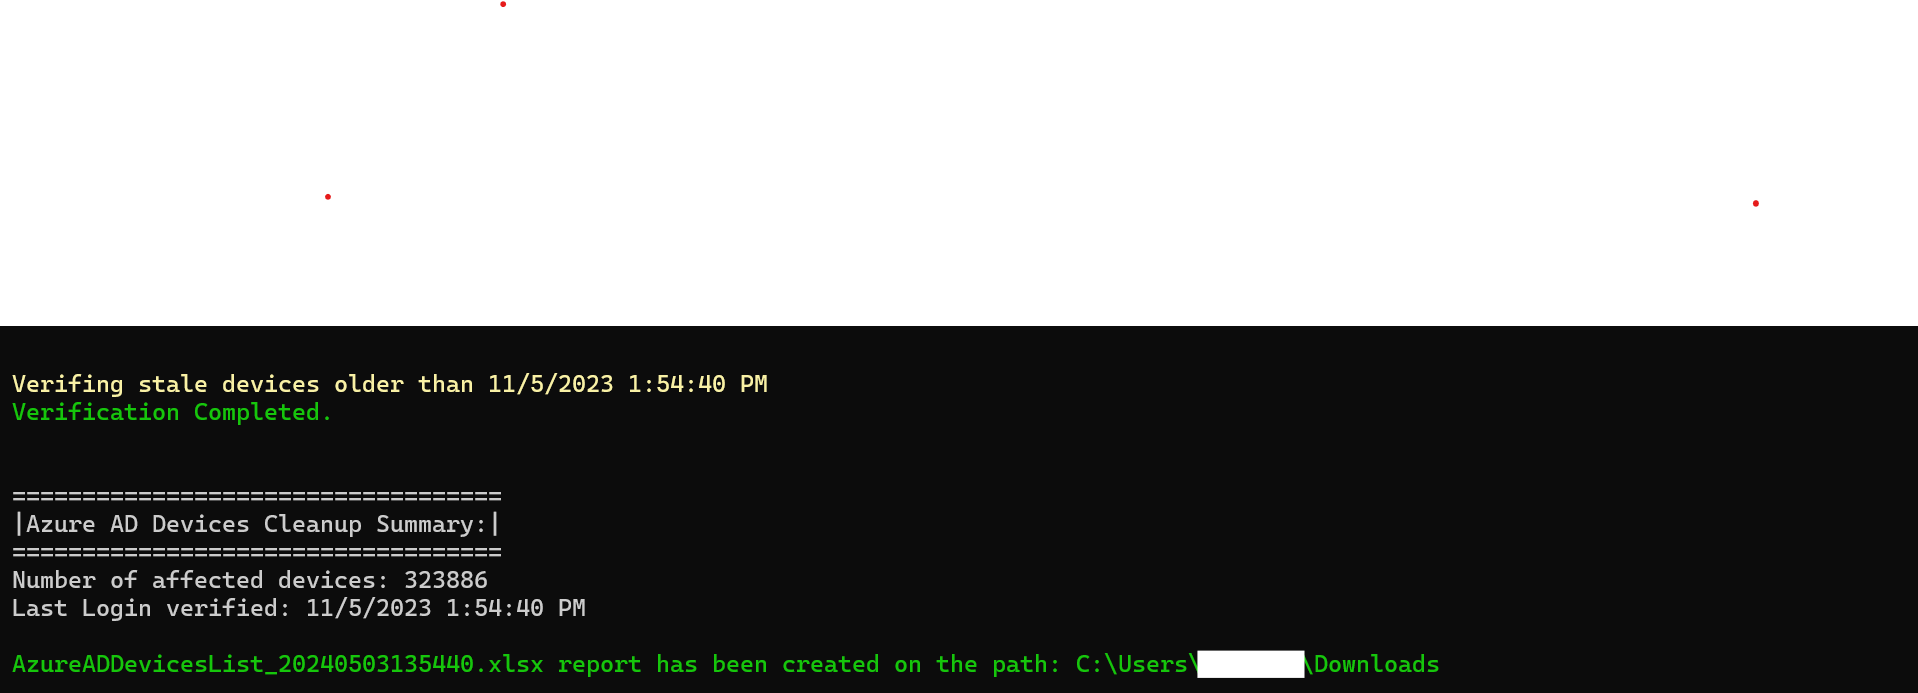 Verifing stale devices older than 11/5/2023 1:54:40 PM
Verification Completed.
===================================
|Azure AD Devices Cleanup Summary:|
===================================
Number of affected devices: 323886
Last Login verified: 11/5/2023 1:54:40 PM
AzureADDevicesList_20240503135440.xlsx report has been created on the path: C:\Users\ \Downloads